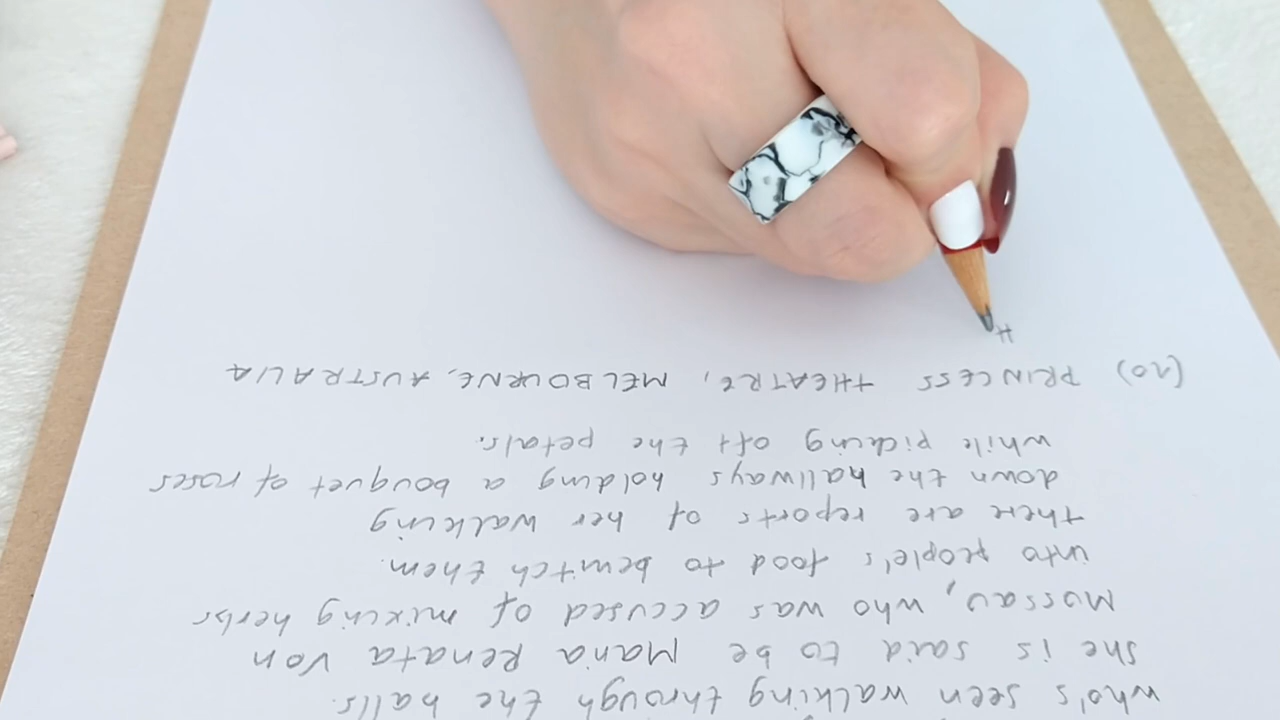 who's seen walking through the halls.
She is said to be Maria Renata Von
Mossau, who was accused of mixing herbs
into people's food to bewitch them.
There are reports of her walking
down the hallways holding a bouquet of roses
while picking off the petals.
(10) PRINCESS THEATRE, MELBOURNE, AUSTRALIA
H